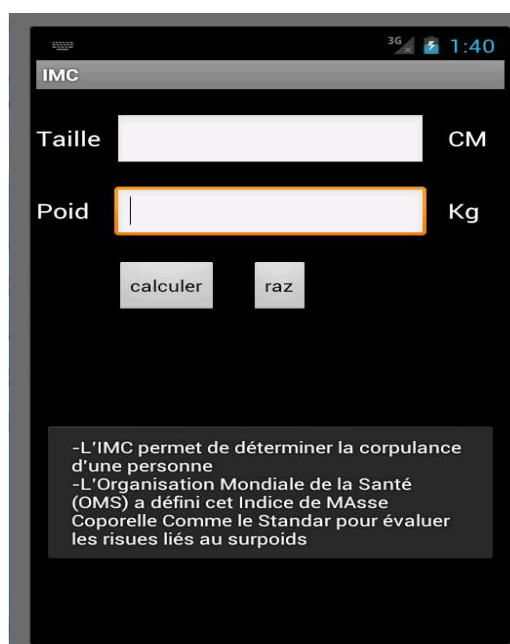 3G 1:40
IMC
Taille CM
Poid Kg
calculer raz
-L'IMC permet de déterminer la corpulance
d'une personne
-L'Organisation Mondiale de la Santé
(OMS) a défini cet Indice de MAsse
Coporelle Comme le Standar pour évaluer
les risues liés au surpoids